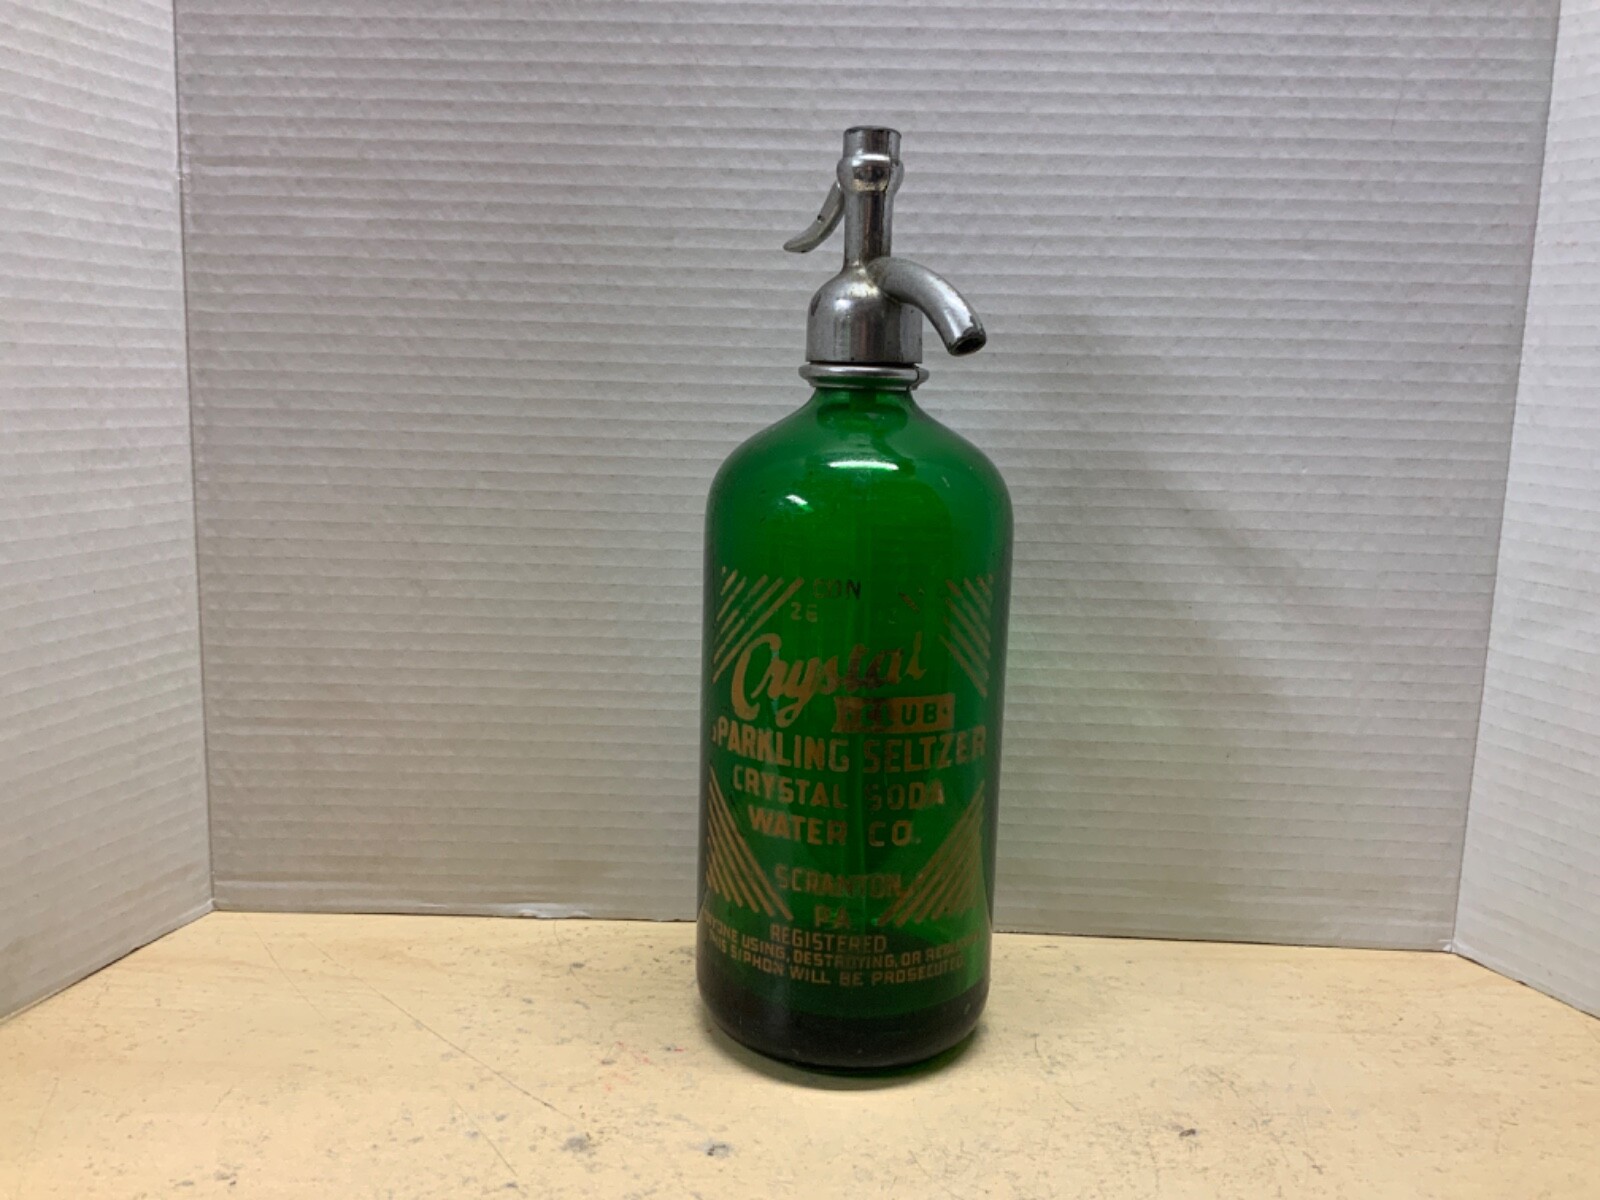 CON
26
Crystal
CLUB
SPARKLING SELTZER
CRYSTAL SODA
WATER CO.
SCRANTON
PA.
REGISTERED
USING, DESTROYING, OR
THIS SIPHON WILL BE PROSECUTED